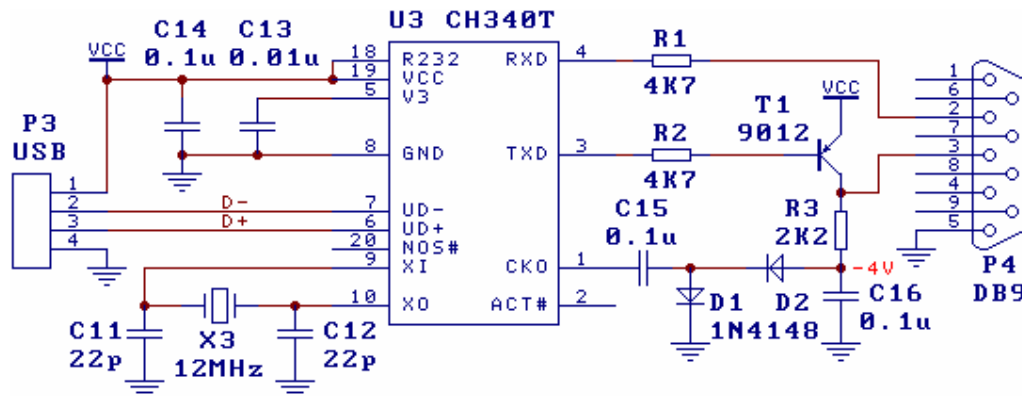 U3 CH340T
C14 C13
VCC 0.1u 0.01u
18 R232 RXD 4 R1
19 VCC
5 V3 4K7
P3
USB
T1 VCC
9012
8 GND TXD 3 R2
4K7
1
2 D- 7 UD-
3 D+ 6 UD+
4 20 NOS#
9 XI CKO 1
10 XO ACT# 2
C15
0.1u
R3
2K2
-4V
D1 D2
1N4148
C16
0.1u
C11
22p
X3
12MHz
C12
22p
1
6
2
7
3
8
4
9
5
P4
DB9